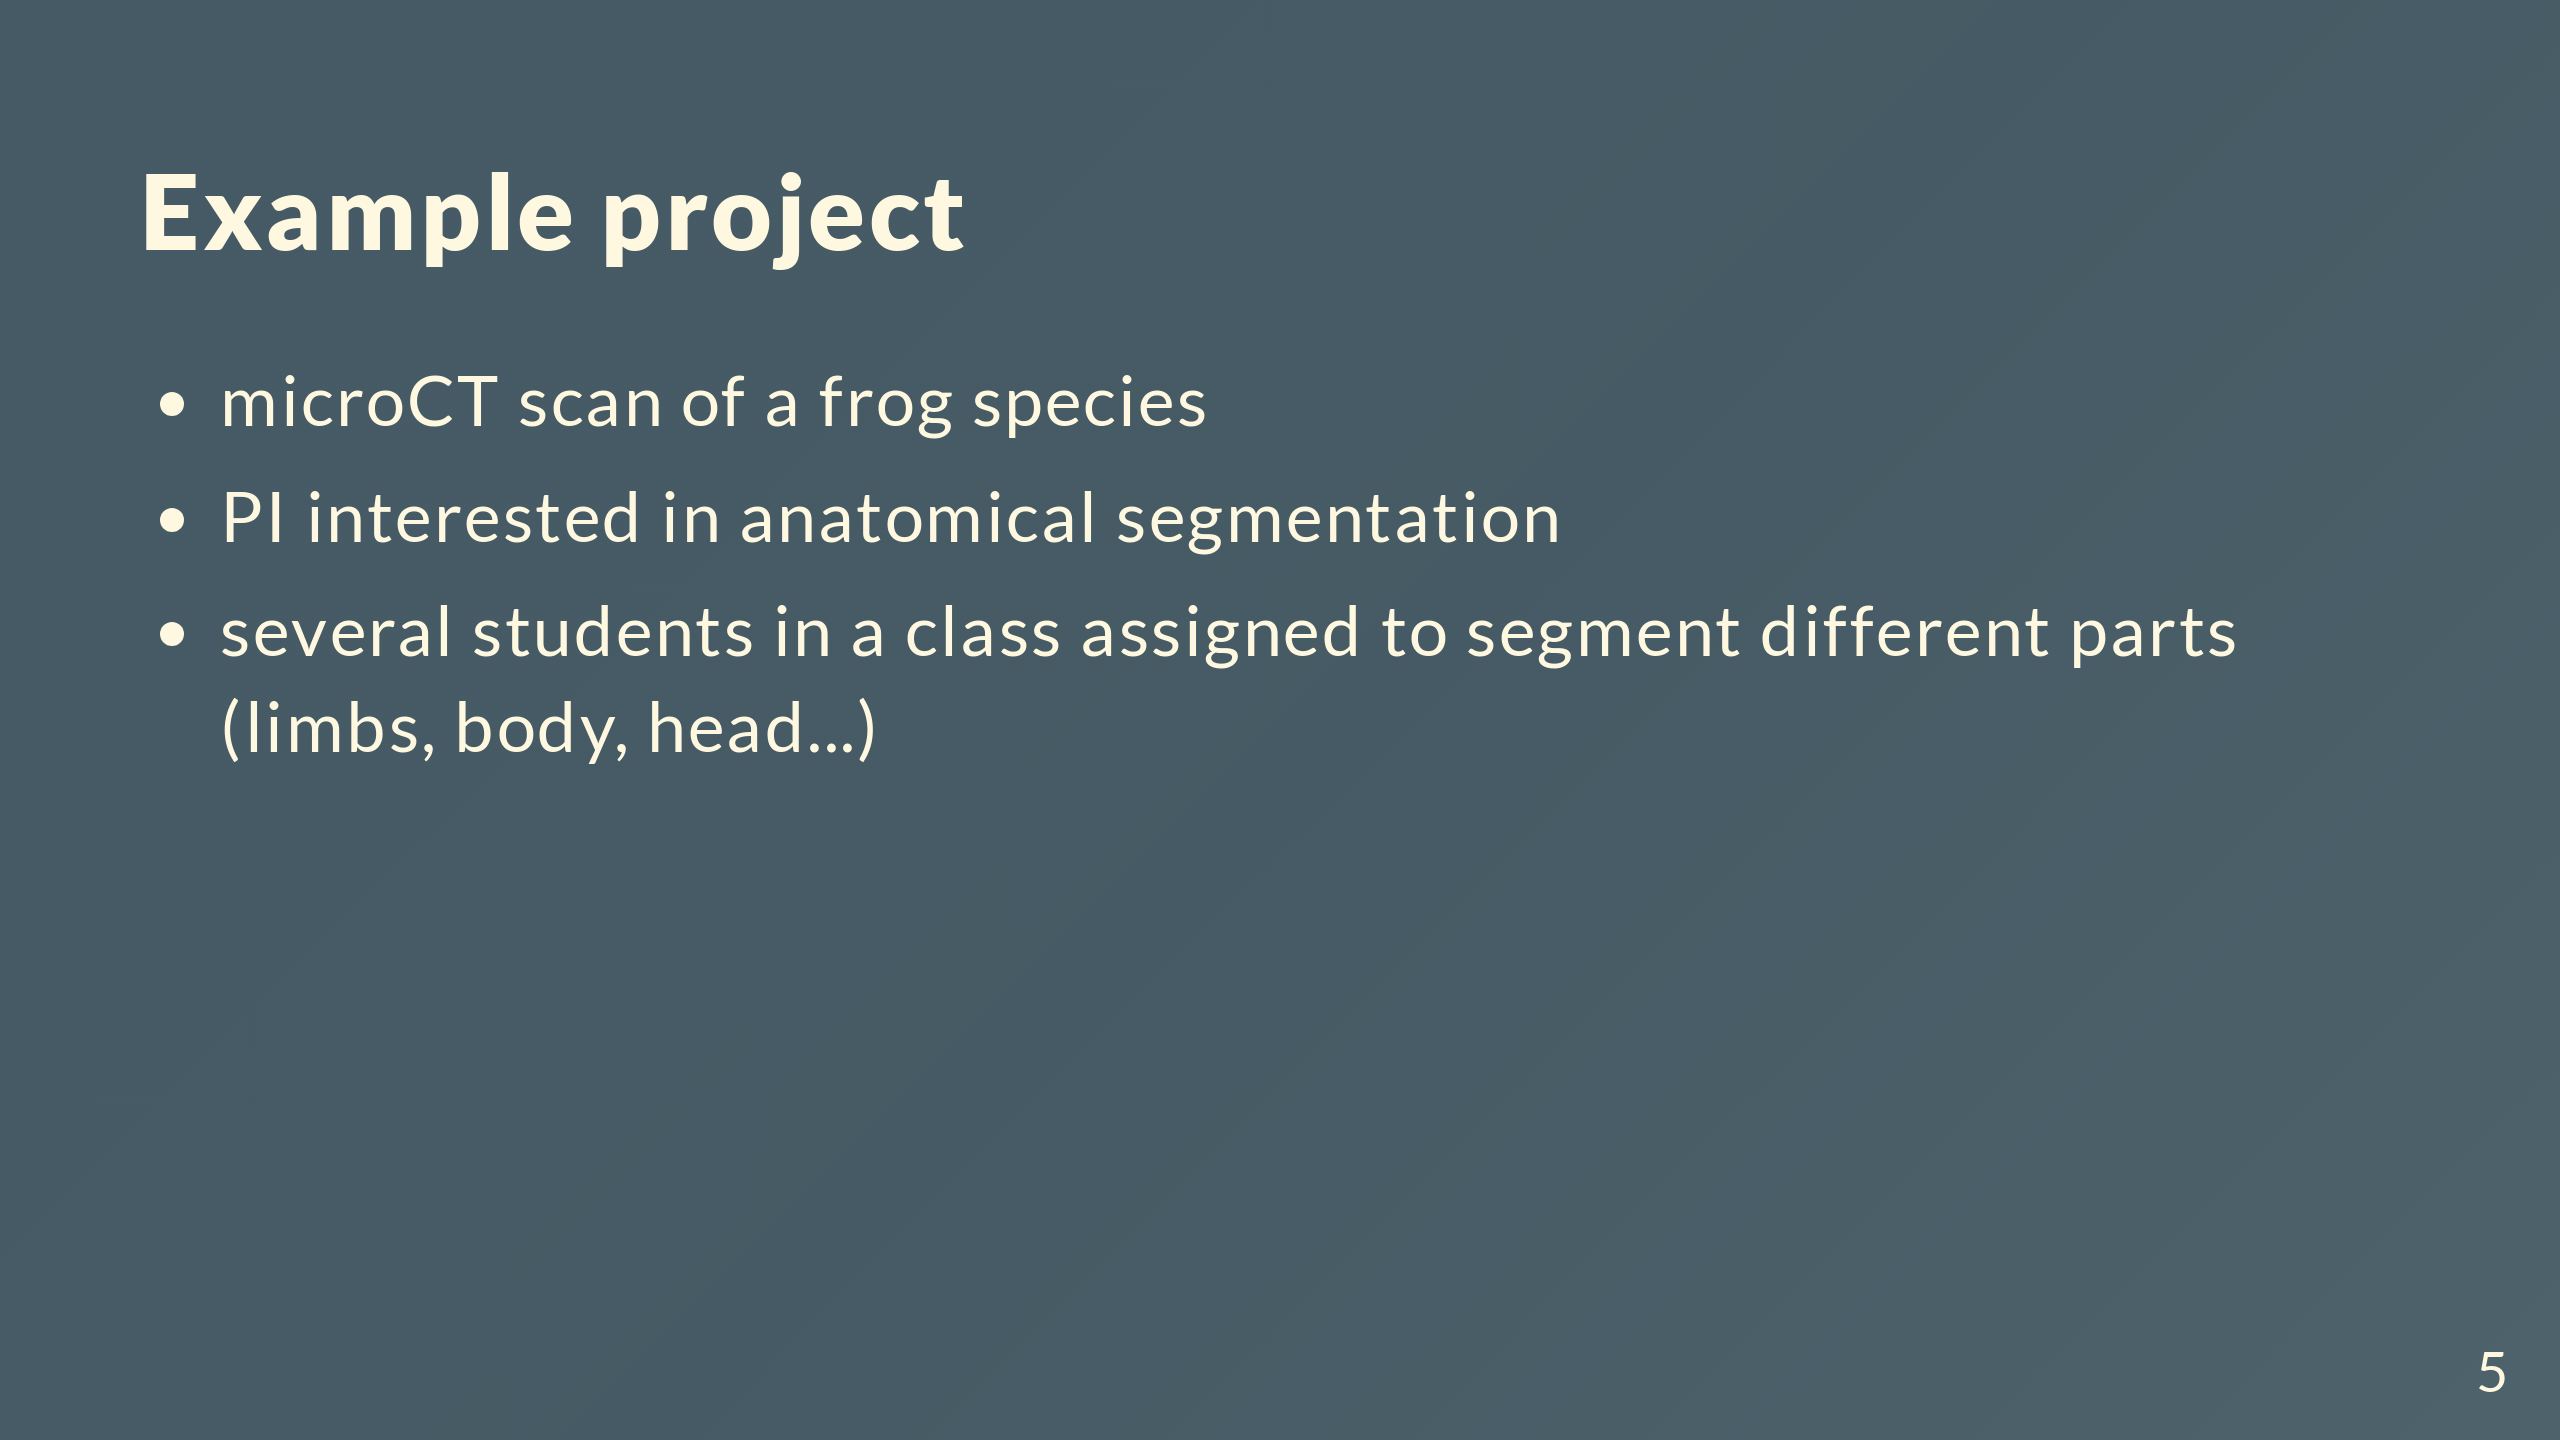 Example project
• microCT scan of a frog species
• PI interested in anatomical segmentation
• several students in a class assigned to segment different parts
(limbs, body, head...)
5